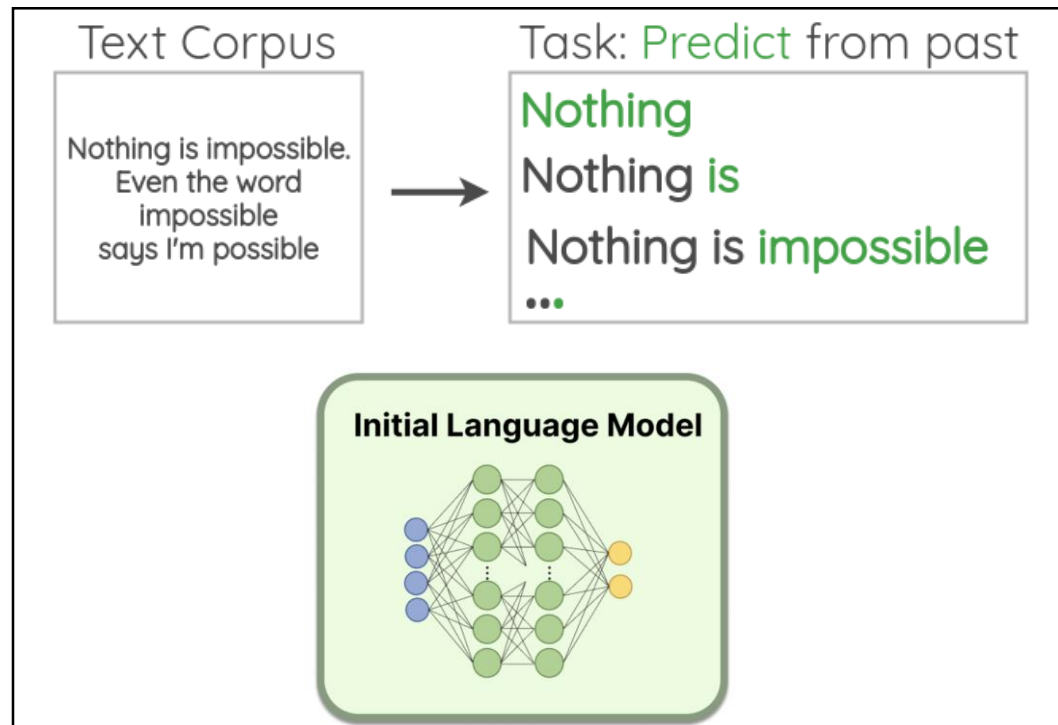 Text Corpus
Nothing is impossible.
Even the word
impossible
says I'm possible
Task: Predict from past
Nothing
Nothing is
Nothing is impossible
...
Initial Language Model